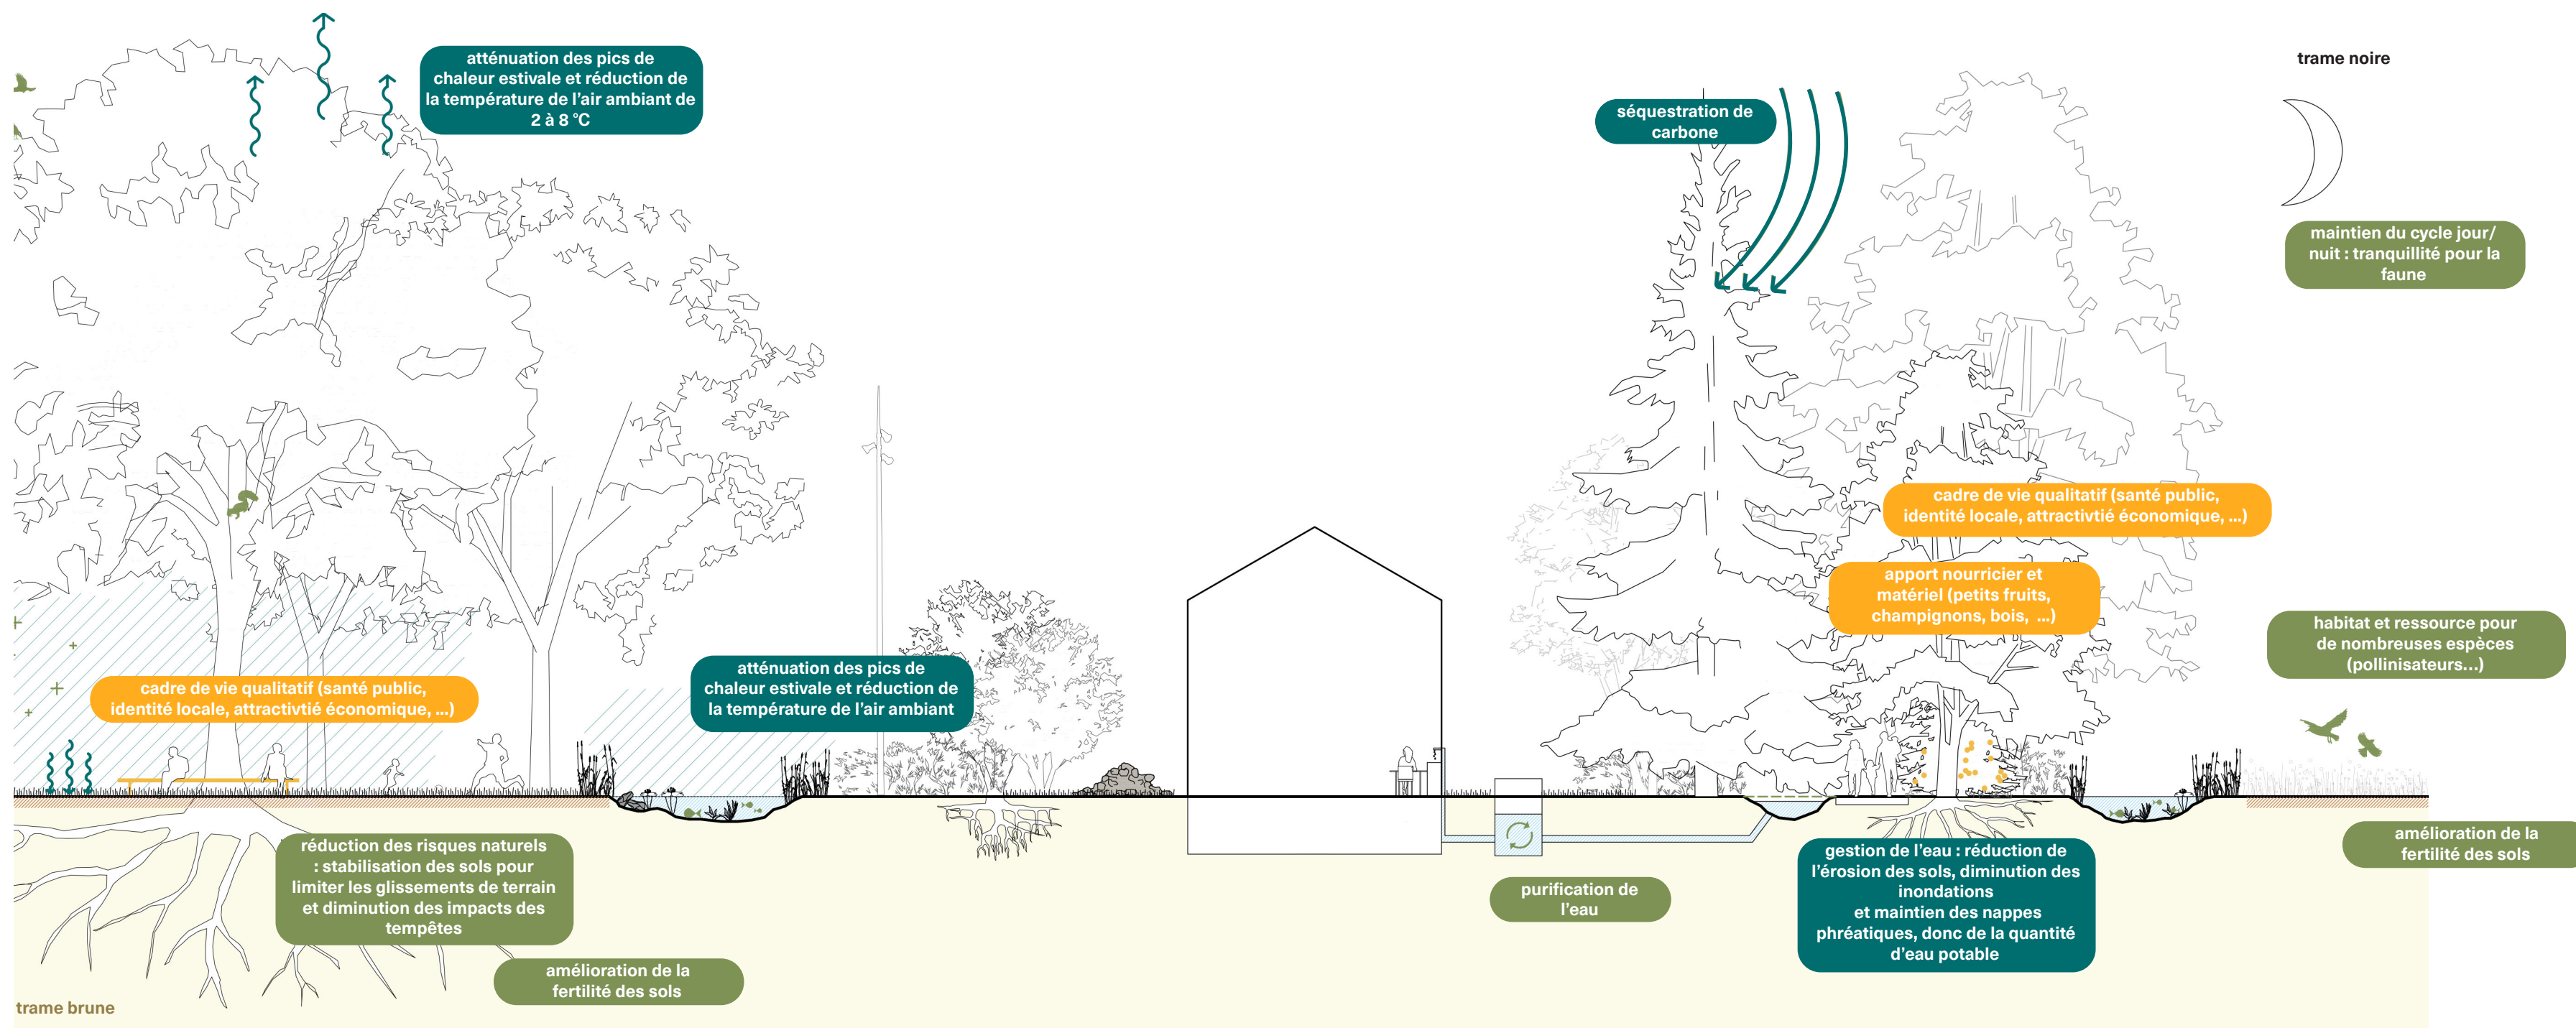 atténuation des pics de
chaleur estivale et réduction de
la température de l'air ambiant de
2 à 8 °C
séquestration de
carbone
trame noire
maintien du cycle jour/
nuit : tranquillité pour la
faune
cadre de vie qualitatif (santé public,
identité locale, attractivtié économique, ...)
apport nourricier et
matériel (petits fruits,
champignons, bois,  ...)
habitat et ressource pour
de nombreuses espèces
(pollinisateurs...)
atténuation des pics de
chaleur estivale et réduction de
la température de l'air ambiant
cadre de vie qualitatif (santé public,
identité locale, attractivtié économique, ...)
réduction des risques naturels
: stabilisation des sols pour
limiter les glissements de terrain
et diminution des impacts des
tempêtes
amélioration de la
fertilité des sols
purification de
l'eau
gestion de l'eau : réduction de
l'érosion des sols, diminution des
inondations
et maintien des nappes
phréatiques, donc de la quantité
d'eau potable
amélioration de la
fertilité des sols
trame brune